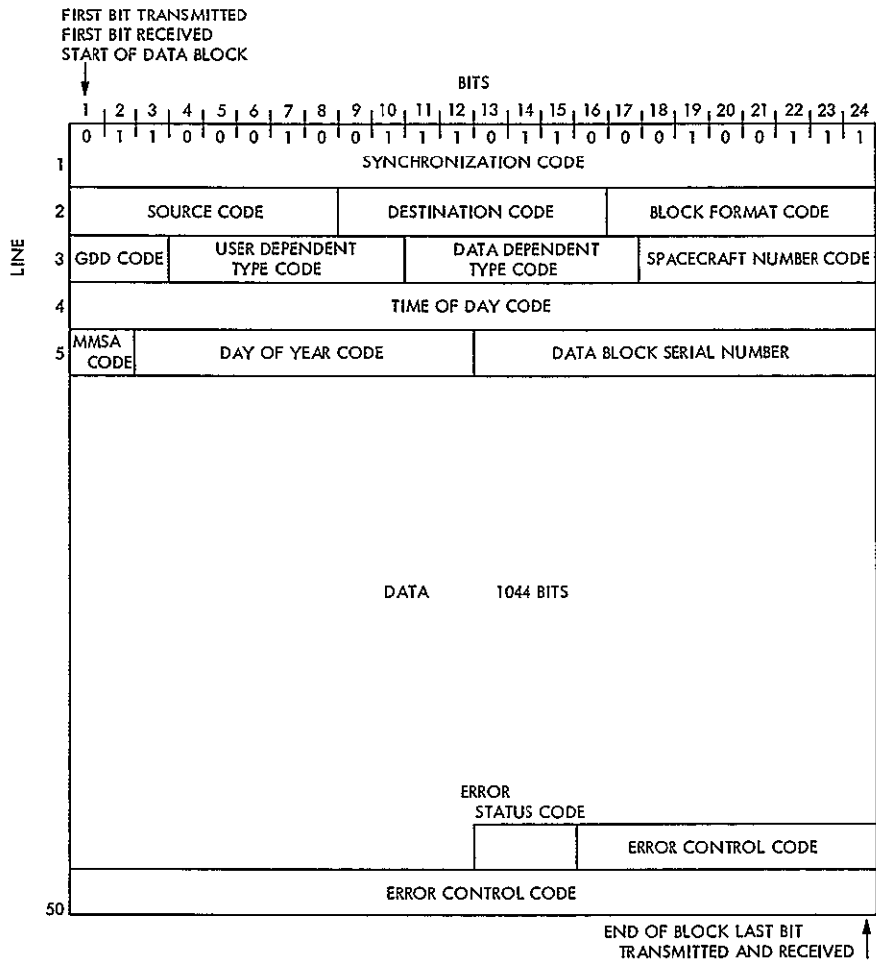 FIRST BIT TRANSMITTED
FIRST BIT RECEIVED
START OF DATA BLOCK
BITS
1 2 3 4 5 6 7 8 9 10 11 12 13 14 15 16 17 18 19 20 21 22 23 24
0 1 1 0 0 0 1 0 0 1 1 1 0 1 1 0 0 0 1 0 0 1 1 1
LINE
1 SYNCHRONIZATION CODE
2 SOURCE CODE DESTINATION CODE BLOCK FORMAT CODE
3 GDD CODE USER DEPENDENT TYPE CODE DATA DEPENDENT TYPE CODE SPACECRAFT NUMBER CODE
4 TIME OF DAY CODE
5 MMSA CODE DAY OF YEAR CODE DATA BLOCK SERIAL NUMBER
DATA 1044 BITS
ERROR
STATUS CODE
ERROR CONTROL CODE
50 ERROR CONTROL CODE
END OF BLOCK LAST BIT
TRANSMITTED AND RECEIVED